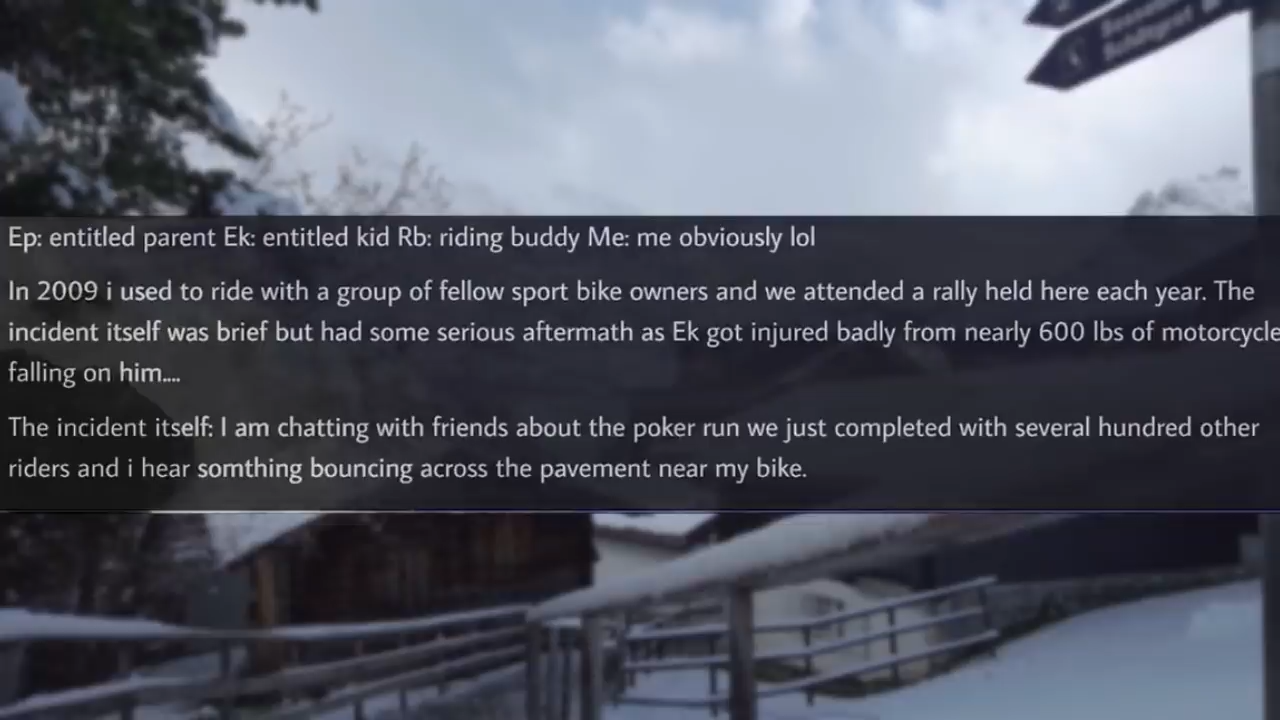 Ep: entitled parent Ek: entitled kid Rb: riding buddy Me: me obviously lol
In 2009 i used to ride with a group of fellow sport bike owners and we attended a rally held here each year. The
incident itself was brief but had some serious aftermath as Ek got injured badly from nearly 600 lbs of motorcycle
falling on him....
The incident itself: I am chatting with friends about the poker run we just completed with several hundred other
riders and i hear somthing bouncing across the pavement near my bike.